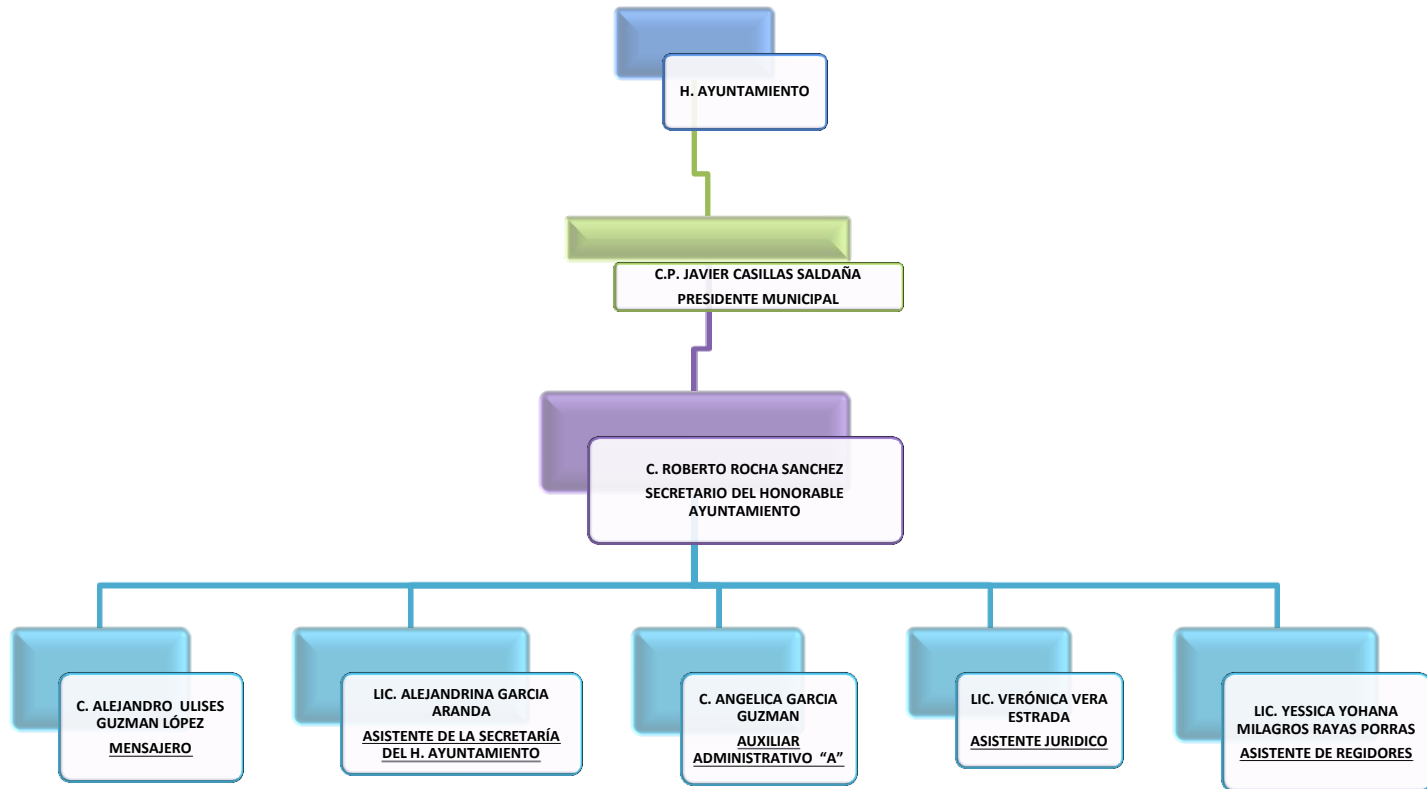 H. AYUNTAMIENTO
C.P. JAVIER CASILLAS SALDAÑA
PRESIDENTE MUNICIPAL
C. ROBERTO ROCHA SANCHEZ
SECRETARIO DEL HONORABLE
AYUNTAMIENTO
C. ALEJANDRO  ULISES
GUZMAN LÓPEZ
MENSAJERO
LIC. ALEJANDRINA GARCIA
ARANDA
ASISTENTE DE LA SECRETARÍA
DEL H. AYUNTAMIENTO
C. ANGELICA GARCIA
GUZMAN
AUXILIAR
ADMINISTRATIVO  “A”
LIC. VERÓNICA VERA
ESTRADA
ASISTENTE JURIDICO
LIC. YESSICA YOHANA
MILAGROS RAYAS PORRAS
ASISTENTE DE REGIDORES